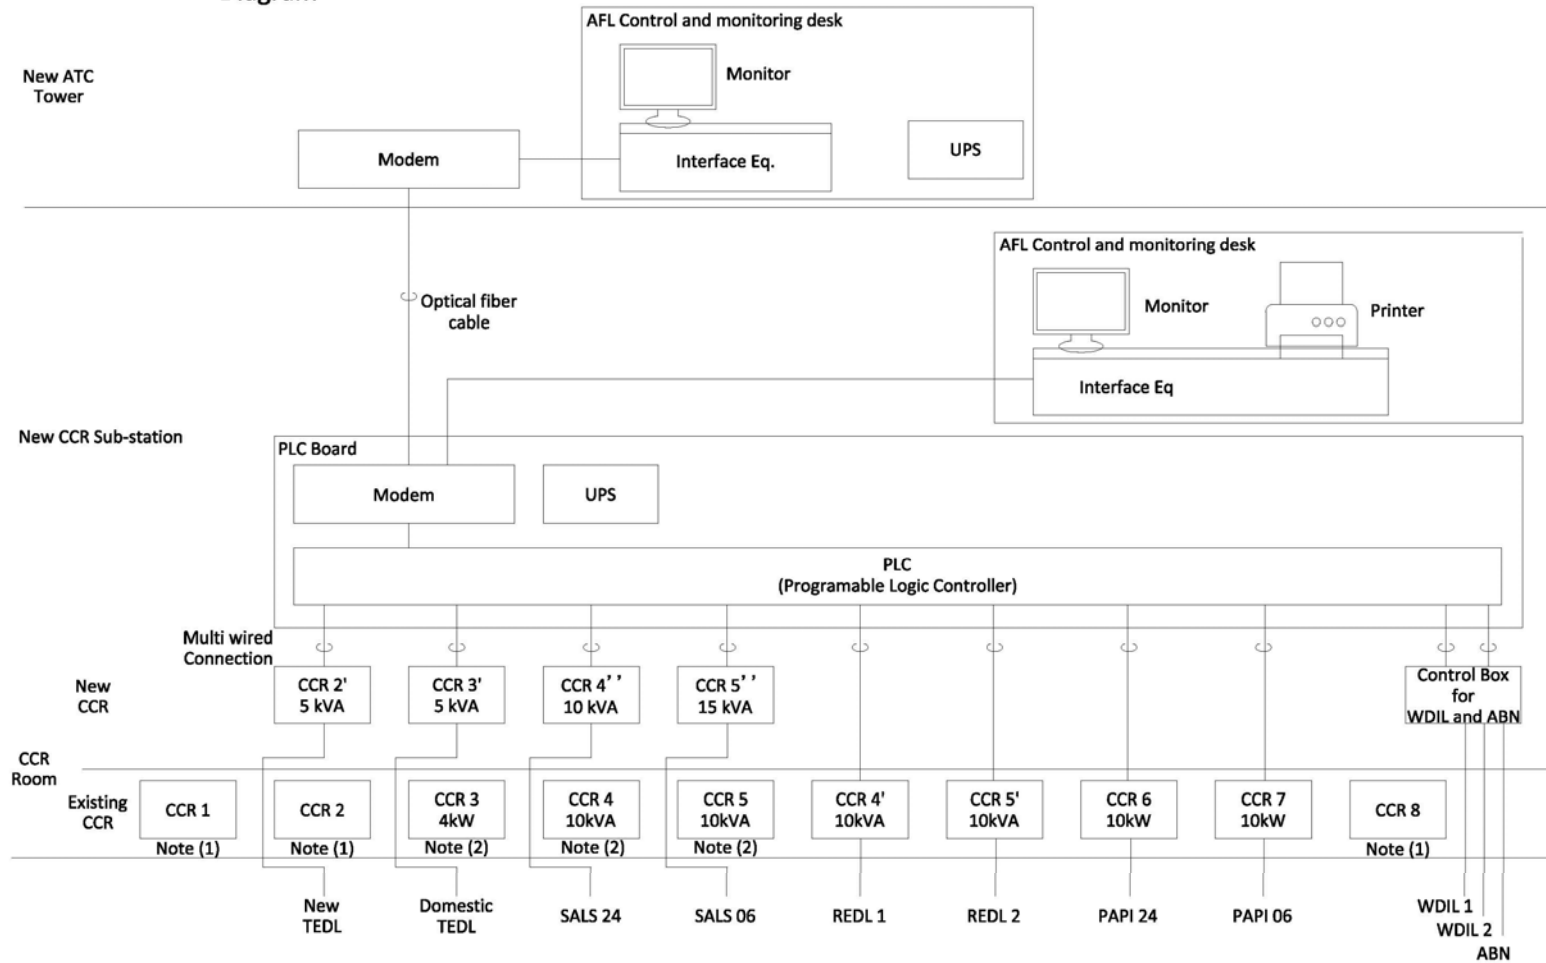 Diagram
AFL Control and monitoring desk
New ATC
Tower
Monitor
Modem
Interface Eq.
UPS
AFL Control and monitoring desk
Optical fiber
cable
Monitor
Printer
Interface Eq
New CCR Sub-station
PLC Board
Modem
UPS
PLC
(Programable Logic Controller)
Multi wired
Connection
New
CCR
CCR 2'
5 kVA
CCR 3'
5 kVA
CCR 4’’
10 kVA
CCR 5’’
15 kVA
Control Box
for
WDIL and ABN
CCR
Room
Existing
CCR
CCR 1
CCR 2
CCR 3
4kW
CCR 4
10kVA
CCR 5
10kVA
CCR 4'
10kVA
CCR 5'
10kVA
CCR 6
10kW
CCR 7
10kW
CCR 8
Note (1)
Note (1)
Note (2)
Note (2)
Note (2)
Note (1)
New
TEDL
Domestic
TEDL
SALS 24
SALS 06
REDL 1
REDL 2
PAPI 24
PAPI 06
WDIL 1
WDIL 2
ABN